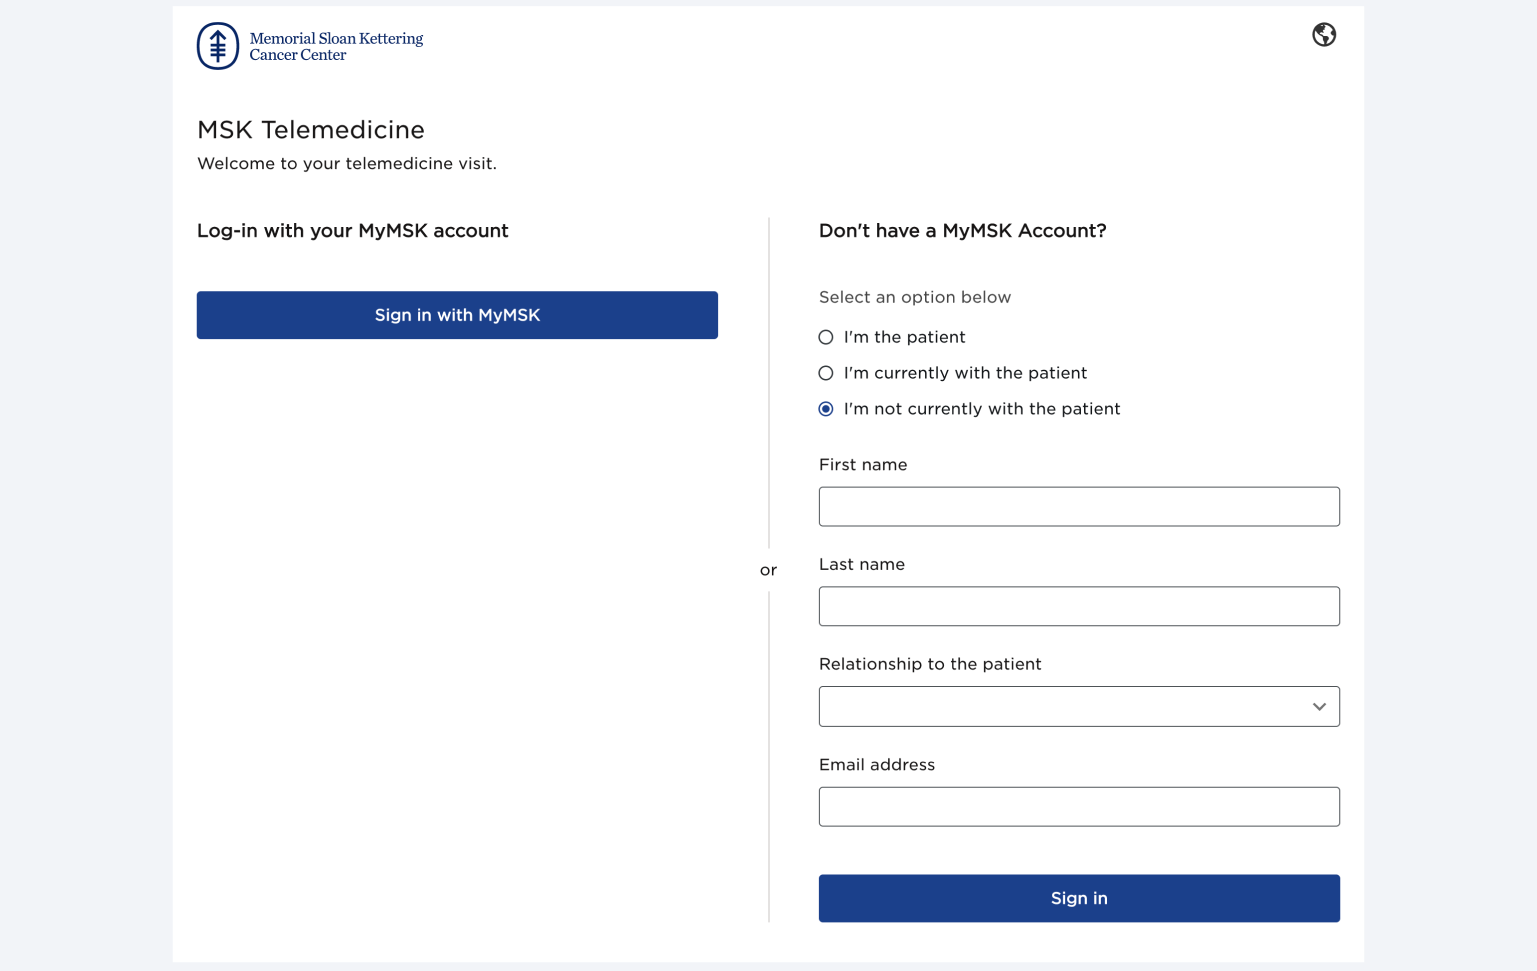 Memorial Sloan Kettering
Cancer Center
MSK Telemedicine
Welcome to your telemedicine visit.
Log-in with your MyMSK account
Sign in with MyMSK
or
Don't have a MyMSK Account?
Select an option below
I'm the patient
I'm currently with the patient
I'm not currently with the patient
First name
Last name
Relationship to the patient
Email address
Sign in